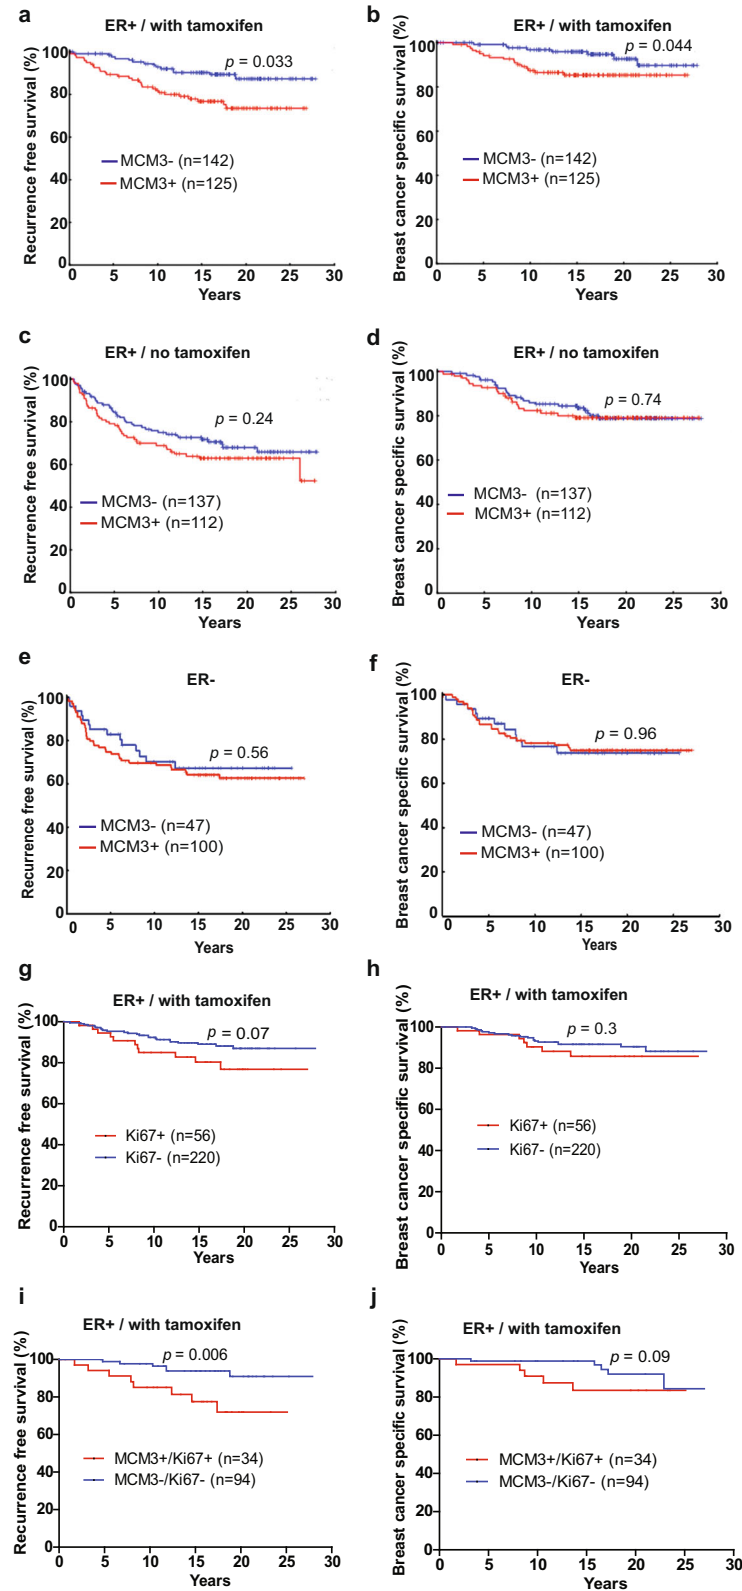 a
ER+ / with tamoxifen
Recurrence free survival (%)
100
80
60
40
20
0
p = 0.033
MCM3- (n=142)
MCM3+ (n=125)
0 5 10 15 20 25 30
Years
b
ER+ / with tamoxifen
Breast cancer specific survival (%)
100
80
60
40
20
0
p = 0.044
MCM3- (n=142)
MCM3+ (n=125)
0 5 10 15 20 25 30
Years
c
ER+ / no tamoxifen
Recurrence free survival (%)
100
80
60
40
20
0
p = 0.24
MCM3- (n=137)
MCM3+ (n=112)
0 5 10 15 20 25 30
Years
d
ER+ / no tamoxifen
Breast cancer specific survival (%)
100
80
60
40
20
0
p = 0.74
MCM3- (n=137)
MCM3+ (n=112)
0 5 10 15 20 25 30
Years
e
ER-
Recurrence free survival (%)
100
80
60
40
20
0
p = 0.56
MCM3- (n=47)
MCM3+ (n=100)
0 5 10 15 20 25 30
Years
f
ER-
Breast cancer specific survival (%)
100
80
60
40
20
0
p = 0.96
MCM3- (n=47)
MCM3+ (n=100)
0 5 10 15 20 25 30
Years
g
ER+ / with tamoxifen
Recurrence free survival (%)
100
80
60
40
20
0
p = 0.07
Ki67+ (n=56)
Ki67- (n=220)
0 5 10 15 20 25 30
Years
h
ER+ / with tamoxifen
Breast cancer specific survival (%)
100
80
60
40
20
0
p = 0.3
Ki67+ (n=56)
Ki67- (n=220)
0 5 10 15 20 25 30
Years
i
ER+ / with tamoxifen
Recurrence free survival (%)
100
80
60
40
20
0
p = 0.006
MCM3+/Ki67+ (n=34)
MCM3-/Ki67- (n=94)
0 5 10 15 20 25 30
Years
j
ER+ / with tamoxifen
Breast cancer specific survival (%)
100
80
60
40
20
0
p = 0.09
MCM3+/Ki67+ (n=34)
MCM3-/Ki67- (n=94)
0 5 10 15 20 25 30
Years